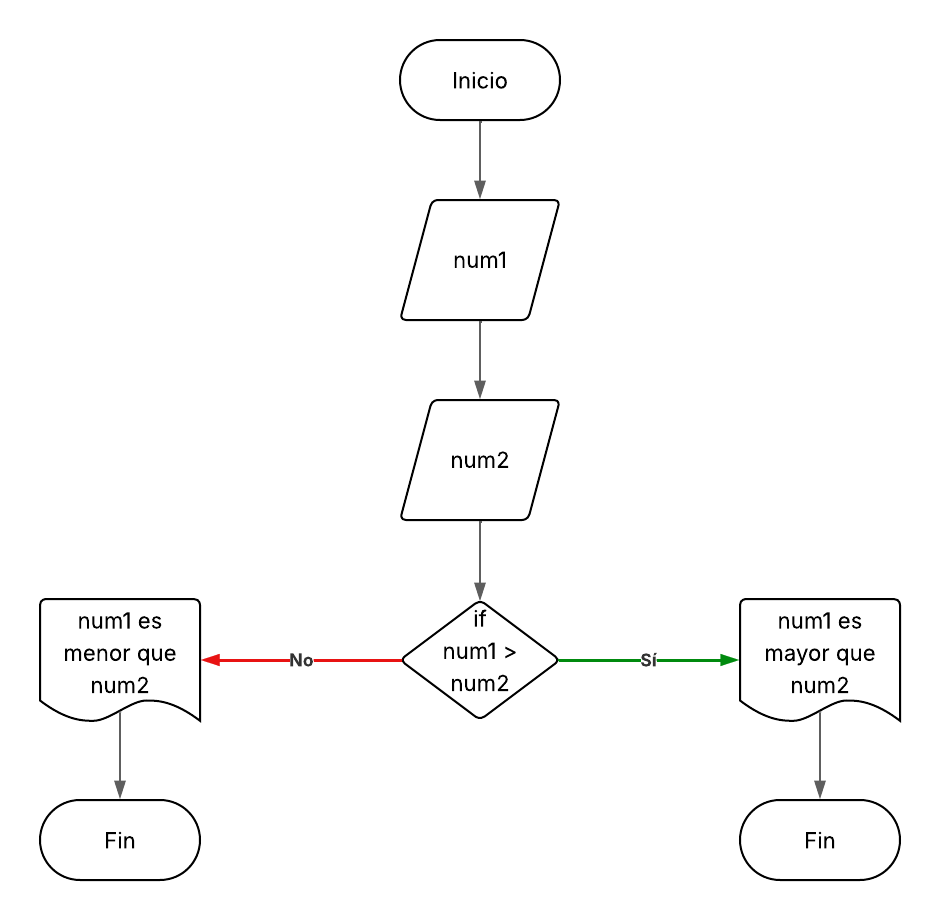 Inicio
num1
num2
if
num1 >
num2
No
Sí
num1 es
menor que
num2
num1 es
mayor que
num2
Fin
Fin